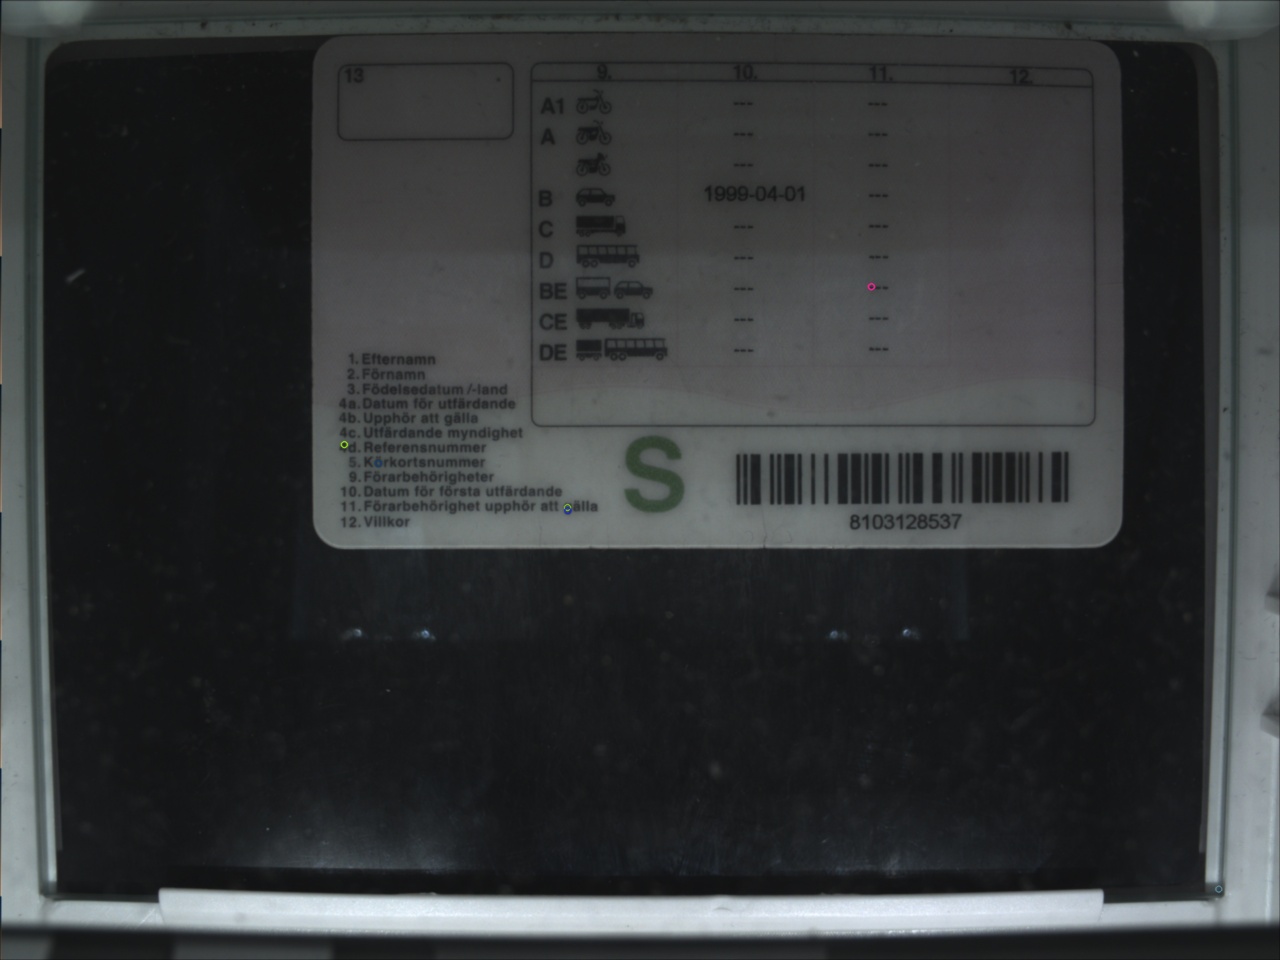 13
9. 10. 11. 12.
A1 --- ---
A --- ---
--- ---
B 1999-04-01 ---
C --- ---
D --- ---
BE --- ---
CE --- ---
DE --- ---
1. Efternamn
2. Förnamn
3. Födelsedatum /-land
4a. Datum för utfärdande
4b. Upphör att gälla
4c. Utfärdande myndighet
4d. Referensnummer
5. Körkortsnummer
9. Förarbehörigheter
10. Datum för första utfärdande
11. Förarbehörighet upphör att gälla
12. Villkor
S
8103128537